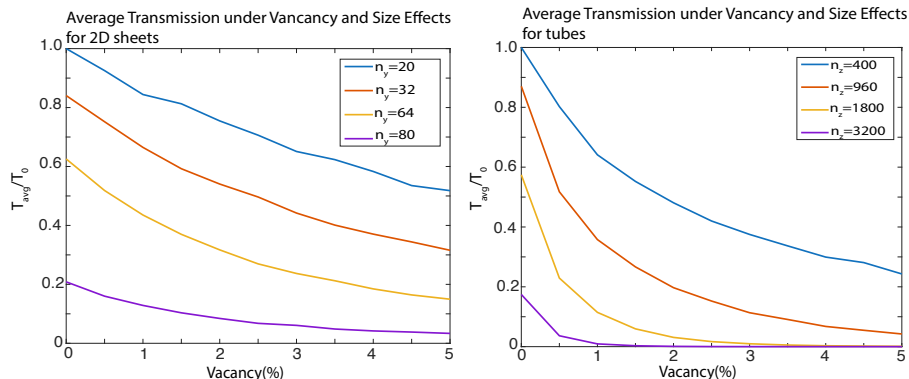 Average Transmission under Vancancy and Size Effects
for 2D sheets
1.0
0.8
0.6
0.4
0.2
0
T_avg/T_0
n_y=20
n_y=32
n_y=64
n_y=80
0 1 2 3 4 5
Vacancy(%)
Average Transmission under Vancancy and Size Effects
for tubes
1.0
0.8
0.6
0.4
0.2
0
T_avg/T_0
n_z=400
n_z=960
n_z=1800
n_z=3200
0 1 2 3 4 5
Vacancy(%)